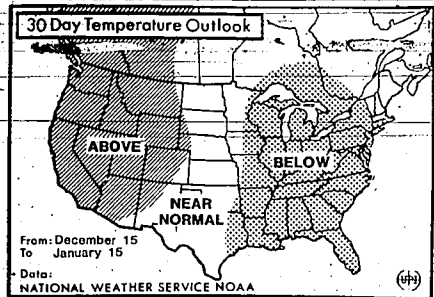 30 Day Temperature Outlook
ABOVE
BELOW
NEAR
NORMAL
From: December 15
To January 15
Data:
NATIONAL WEATHER SERVICE NOAA
UPI